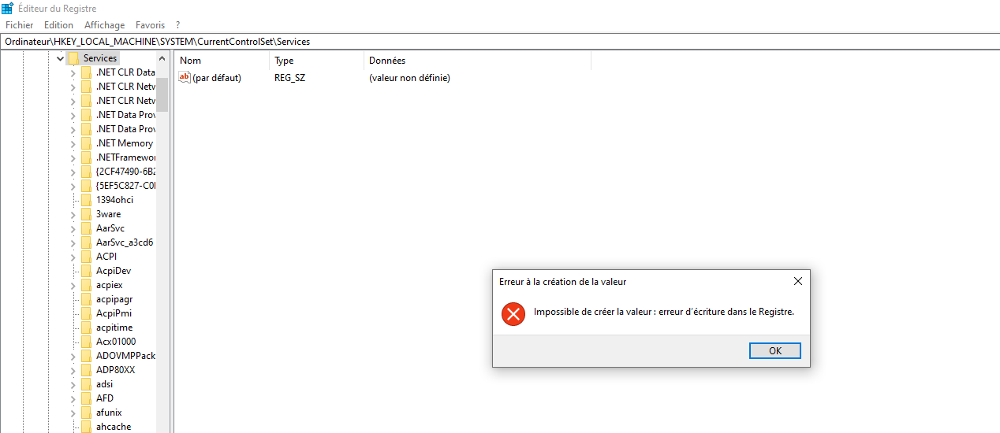 Éditeur du Registre
Fichier Edition Affichage Favoris ?
Ordinateur\HKEY_LOCAL_MACHINE\SYSTEM\CurrentControlSet\Services
Services
.NET CLR Data
.NET CLR Netv
.NET CLR Netv
.NET Data Prov
.NET Data Prov
.NET Memory
.NETFramewor
{2CF47490-6B2
{5EF5C827-C0I
1394ohci
3ware
AarSvc
AarSvc_a3cd6
ACPI
AcpiDev
acpiex
acpipagr
AcpiPmi
acpitime
Acx01000
ADOVMPPack
ADP80XX
adsi
AFD
afunix
ahcache
Nom Type Données
ab (par défaut) REG_SZ (valeur non définie)
Erreur à la création de la valeur
Impossible de créer la valeur : erreur d'écriture dans le Registre.
OK